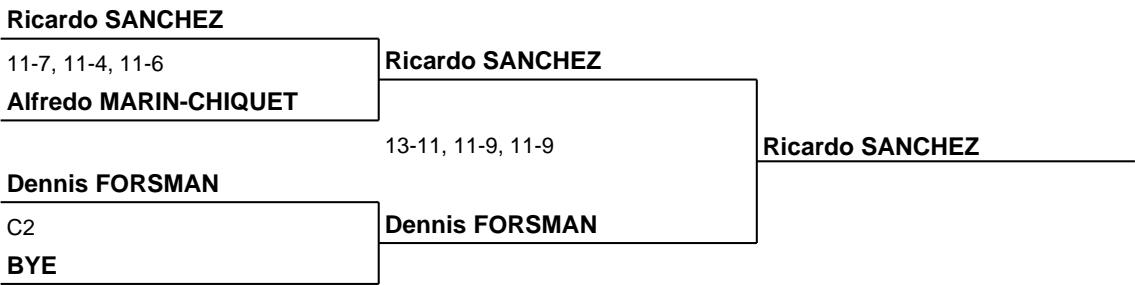 Ricardo SANCHEZ
11-7, 11-4, 11-6
Ricardo SANCHEZ
Alfredo MARIN-CHIQUET
13-11, 11-9, 11-9
Ricardo SANCHEZ
Dennis FORSMAN
C2
Dennis FORSMAN
BYE